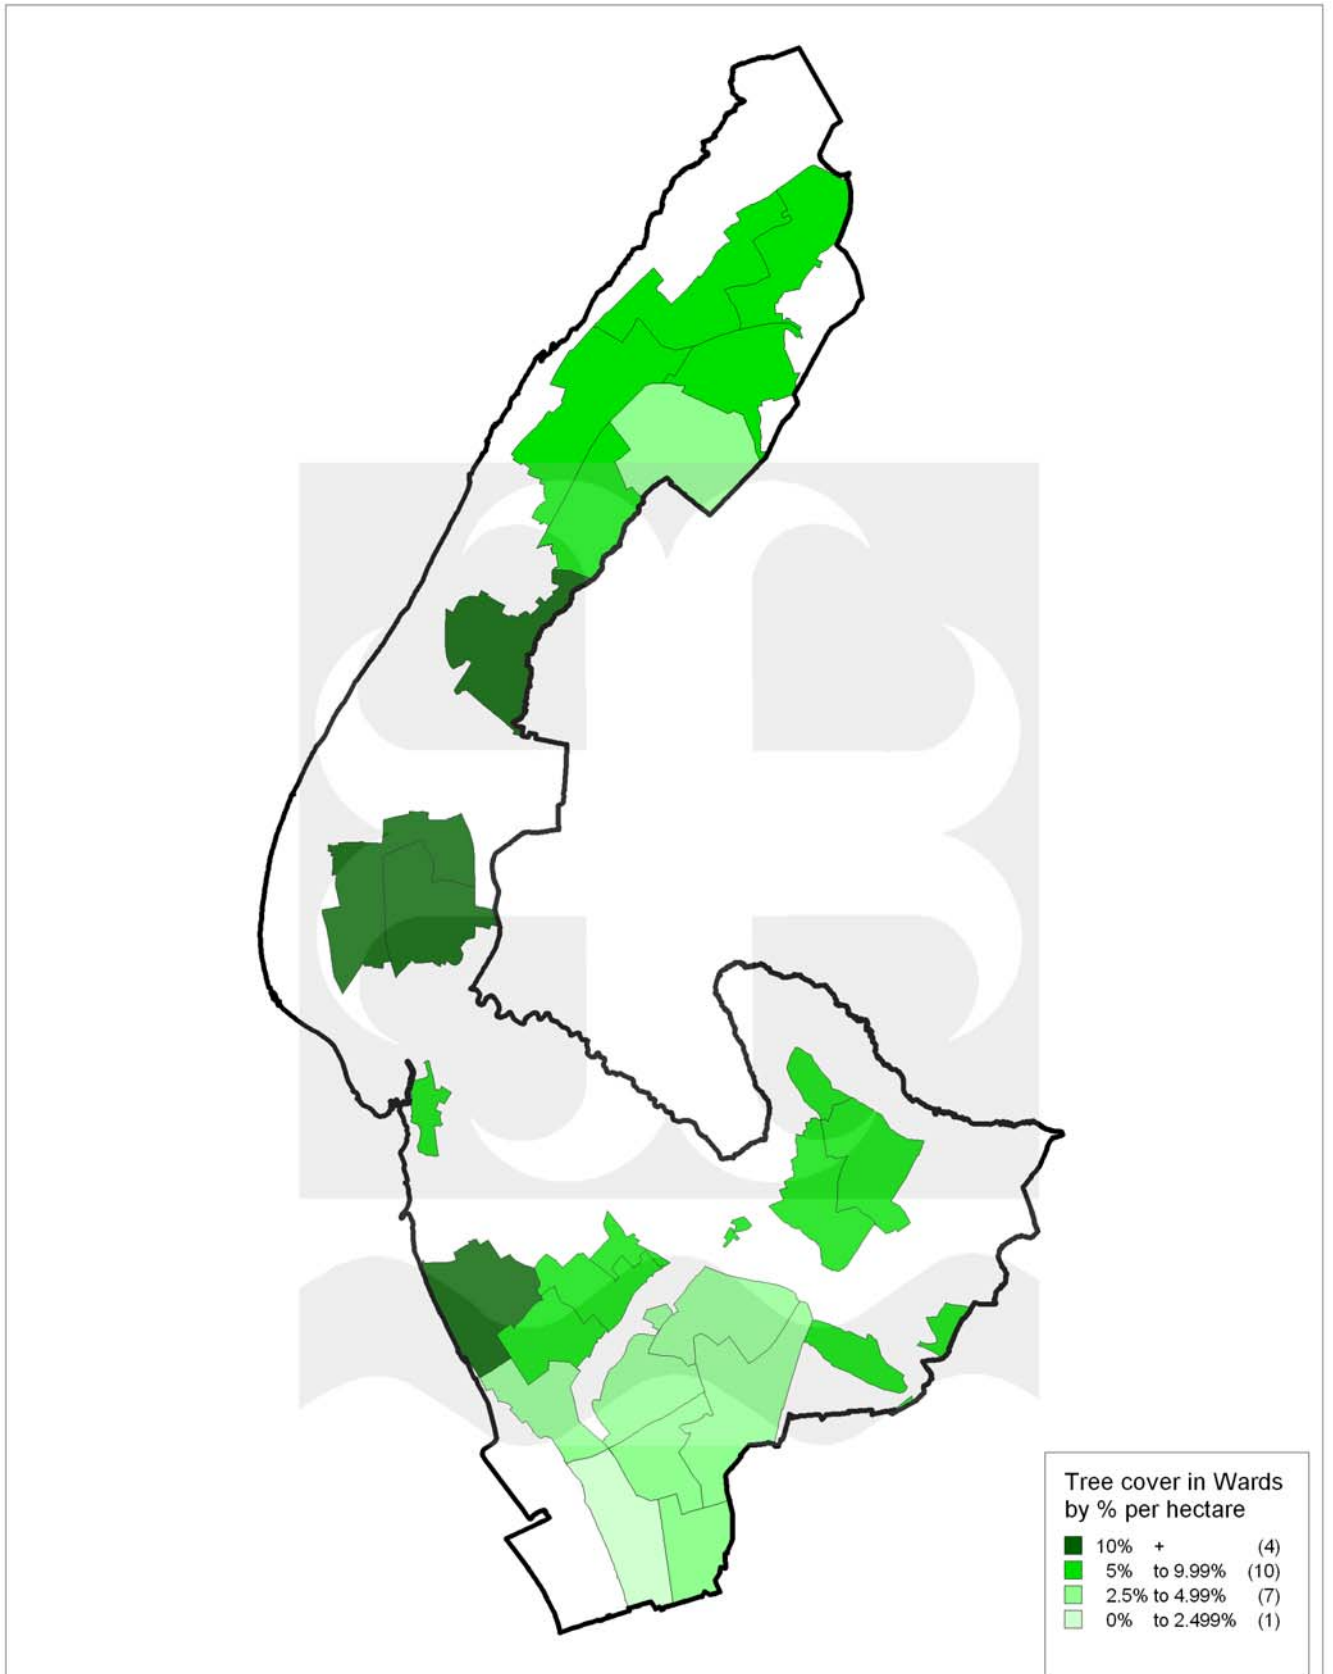 Tree cover in Wards
by % per hectare
10% + (4)
5% to 9.99% (10)
2.5% to 4.99% (7)
0% to 2.499% (1)